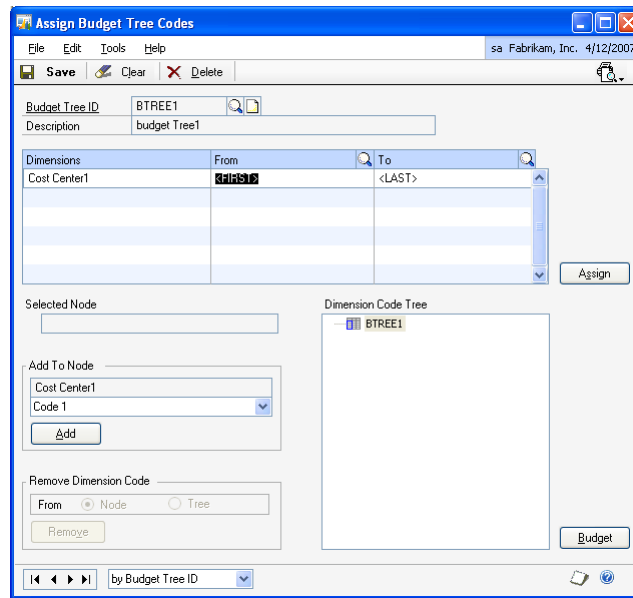 Assign Budget Tree Codes
File Edit Tools Help sa Fabrikam, Inc. 4/12/2007
Save Clear Delete
Budget Tree ID BTREE1
Description budget Tree1
Dimensions From To
Cost Center1 <FIRST> <LAST>
Assign
Selected Node Dimension Code Tree
BTREE1
Add To Node
Cost Center1
Code 1
Add
Remove Dimension Code
From Node Tree
Remove
Budget
by Budget Tree ID